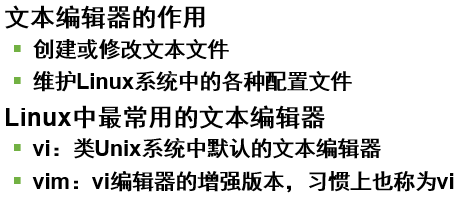 文本编辑器的作用
创建或修改文本文件
维护Linux系统中的各种配置文件
Linux中最常用的文本编辑器
vi：类Unix系统中默认的文本编辑器
vim：vi编辑器的增强版本，习惯上也称为vi